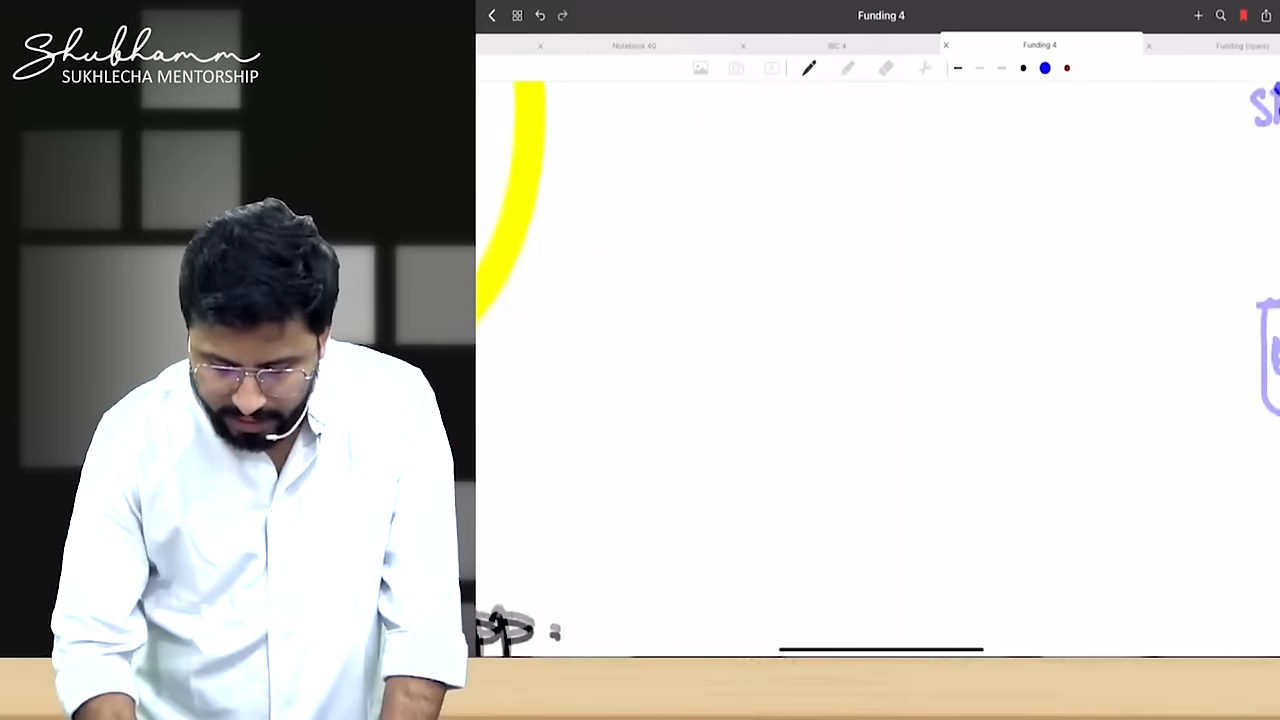 Shubhamm
SUKHLECHA MENTORSHIP
Funding 4
Notebook 40
IBC 4
Funding 4
Funding (spare)